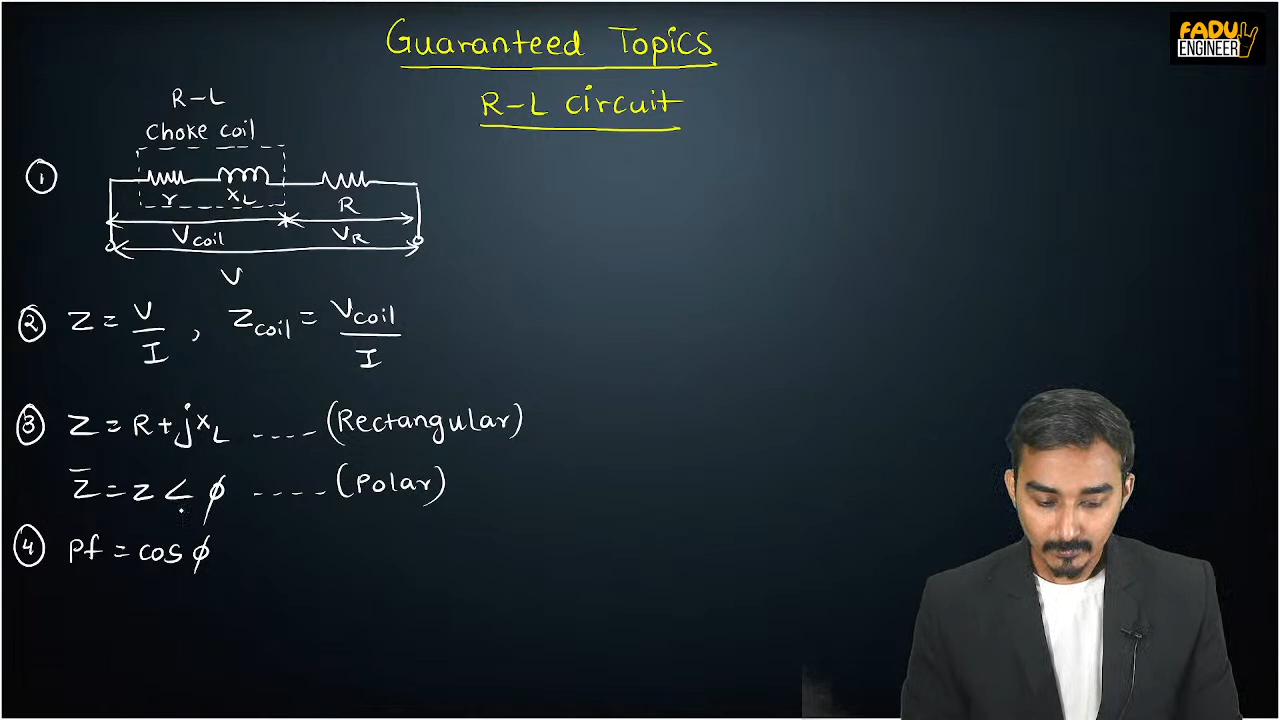 Guaranteed Topics
FADU
ENGINEER
R-L circuit
R-L
Choke coil
①
r
XL
R
Vcoil
VR
V
② Z = V/I , Zcoil = Vcoil/I
③ Z = R + jXL ---- (Rectangular)
Z̄ = Z < ϕ ---- (Polar)
④ Pf = cos ϕ